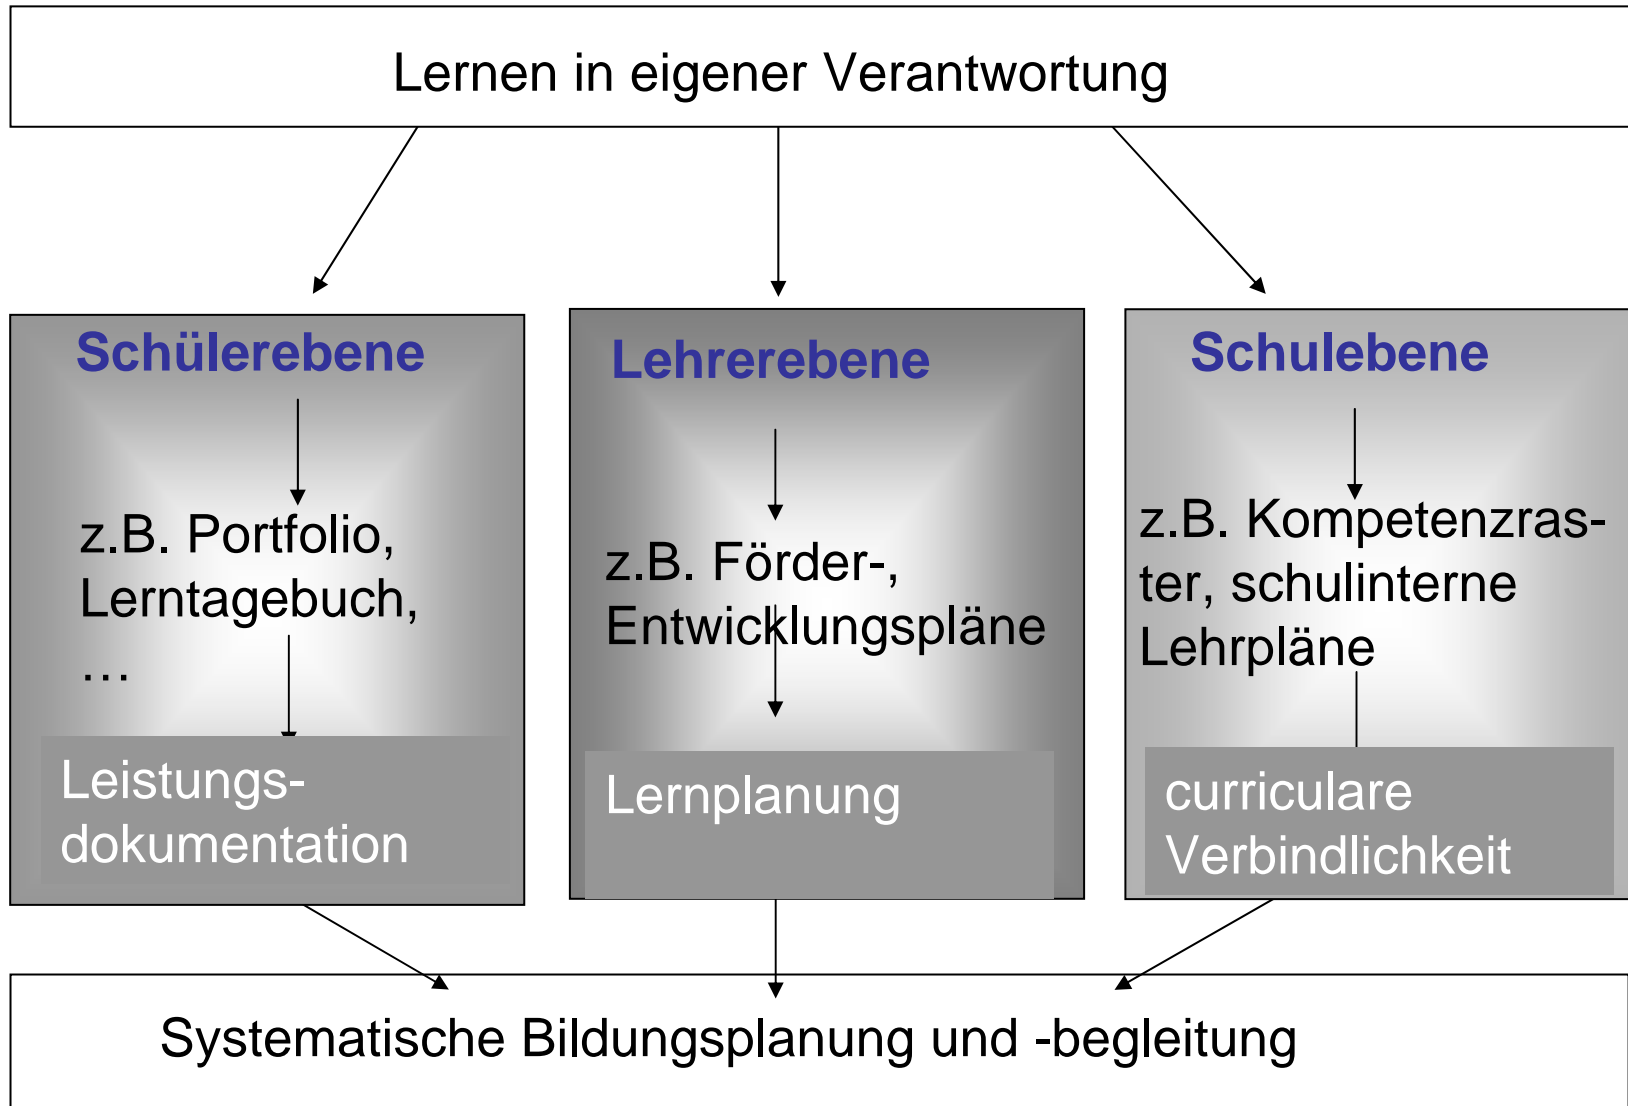 Lernen in eigener Verantwortung
Schülerebene
z.B. Portfolio,
Lerntagebuch,
…
Leistungs-
dokumentation
Lehrerebene
z.B. Förder-,
Entwicklungspläne
Lernplanung
Schulebene
z.B. Kompetenzras-
ter, schulinterne
Lehrpläne
curriculare
Verbindlichkeit
Systematische Bildungsplanung und -begleitung